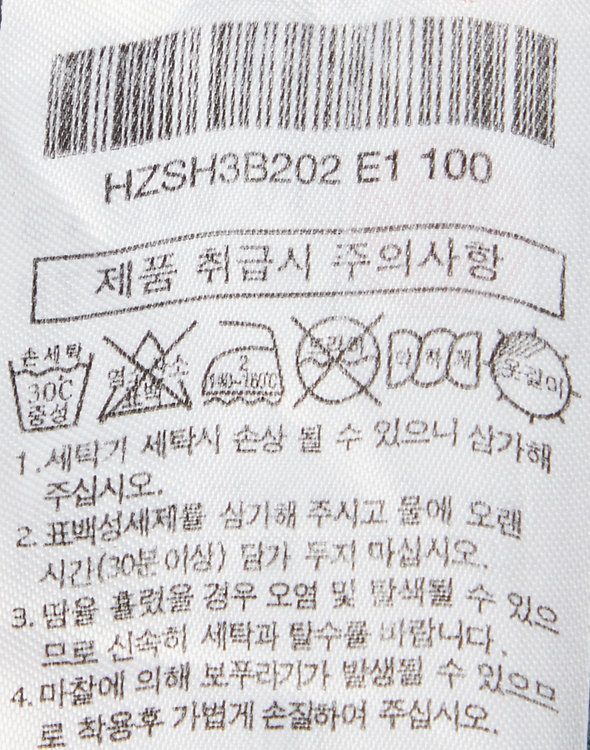 HZSH3B202 E1 100
제품 취급시 주의사항
손세탁
30℃
중성
염소
표백
2
140~160℃
드라이
약하게
옷걸이
1.세탁기 세탁시 손상 될 수 있으니 삼가해
주십시오.
2.표백성세제를 삼가해 주시고 물에 오랜
시간(30분이상) 담가 두지 마십시오.
3.땀을 흘렸을 경우 오염 및 탈색될 수 있으
므로 신속히 세탁과 탈수를 바랍니다.
4.마찰에 의해 보푸라기가 발생될 수 있으므
로 착용후 가볍게 손질하여 주십시오.